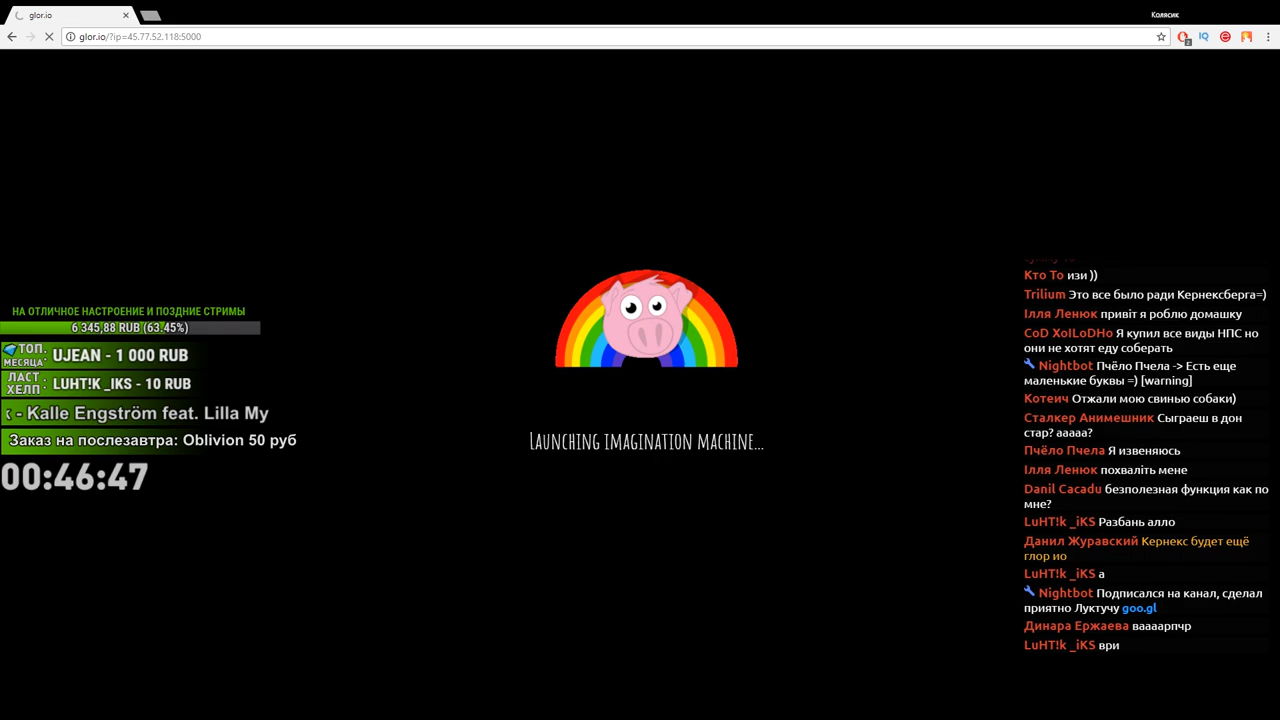 glor.io
Колясик
glor.io/?ip=45.77.52.118:5000
НА ОТЛИЧНОЕ НАСТРОЕНИЕ И ПОЗДНИЕ СТРИМЫ
6 345,88 RUB (63.45%)
ТОП МЕСЯЦА: UJEAN - 1 000 RUB
ЛАСТ ХЕЛП: LUHT!K _IKS - 10 RUB
- Kalle Engström feat. Lilla My
Заказ на послезавтра: Oblivion 50 руб
00:46:47
Launching imagination machine...
Кто То изи ))
Trilium Это все было ради Кернексберга=)
Ілля Ленюк привіт я роблю домашку
CoD XoILoDHo Я купил все виды НПС но
они не хотят еду соберать
Nightbot Пчёло Пчела -> Есть еще
маленькие буквы =) [warning]
Котеич Отжали мою свинью собаки)
Сталкер Анимешник Сыграеш в дон
стар? ааааа?
Пчёло Пчела Я извеняюсь
Ілля Ленюк похваліть мене
Danil Cacadu безполезная функция как по
мне?
LuHT!k _iKS Разбань алло
Данил Журавский Кернекс будет ещё
глор ио
LuHT!k _iKS а
Nightbot Подписался на канал, сделал
приятно Луктучу goo.gl
Динара Ержаева ваааарпчр
LuHT!k _iKS ври